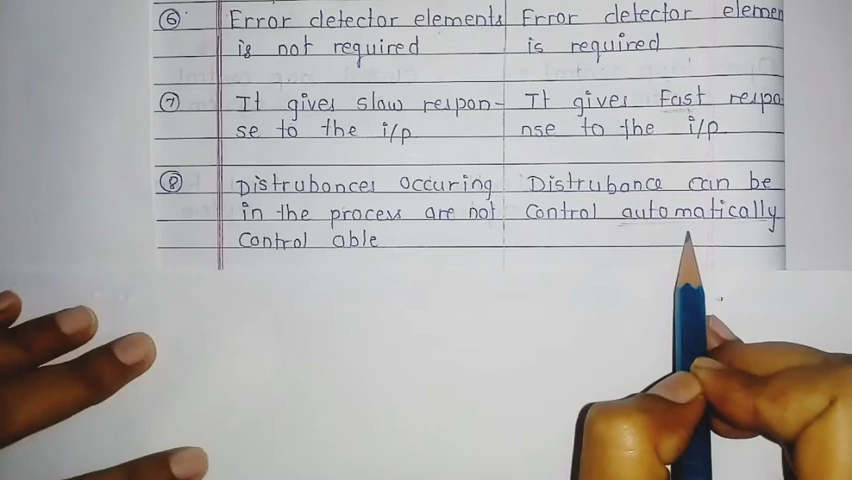 ⑥ Error detector elements Error detector elemen
is not required is required
⑦ It gives slow respon- It gives Fast respo
se to the i/p nse to the i/p
⑧ Distrubances occuring Distrubance can be
in the process are not control automatically
control able